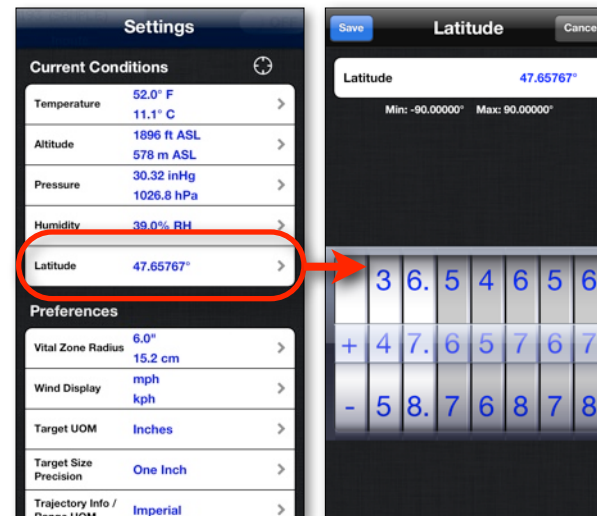 Settings
Current Conditions
Temperature
52.0° F
11.1° C
Altitude
1896 ft ASL
578 m ASL
Pressure
30.32 inHg
1026.8 hPa
Humidity
39.0% RH
Latitude
47.65767°
Preferences
Vital Zone Radius
6.0"
15.2 cm
Wind Display
mph
kph
Target UOM
Inches
Target Size
Precision
One Inch
Trajectory Info /
Range UOM
Imperial
Save
Latitude
Cance
Latitude
47.65767°
Min: -90.00000° Max: 90.00000°
3 6. 5 4 6 5 6
+ 4 7. 6 5 7 6 7
- 5 8. 7 6 8 7 8